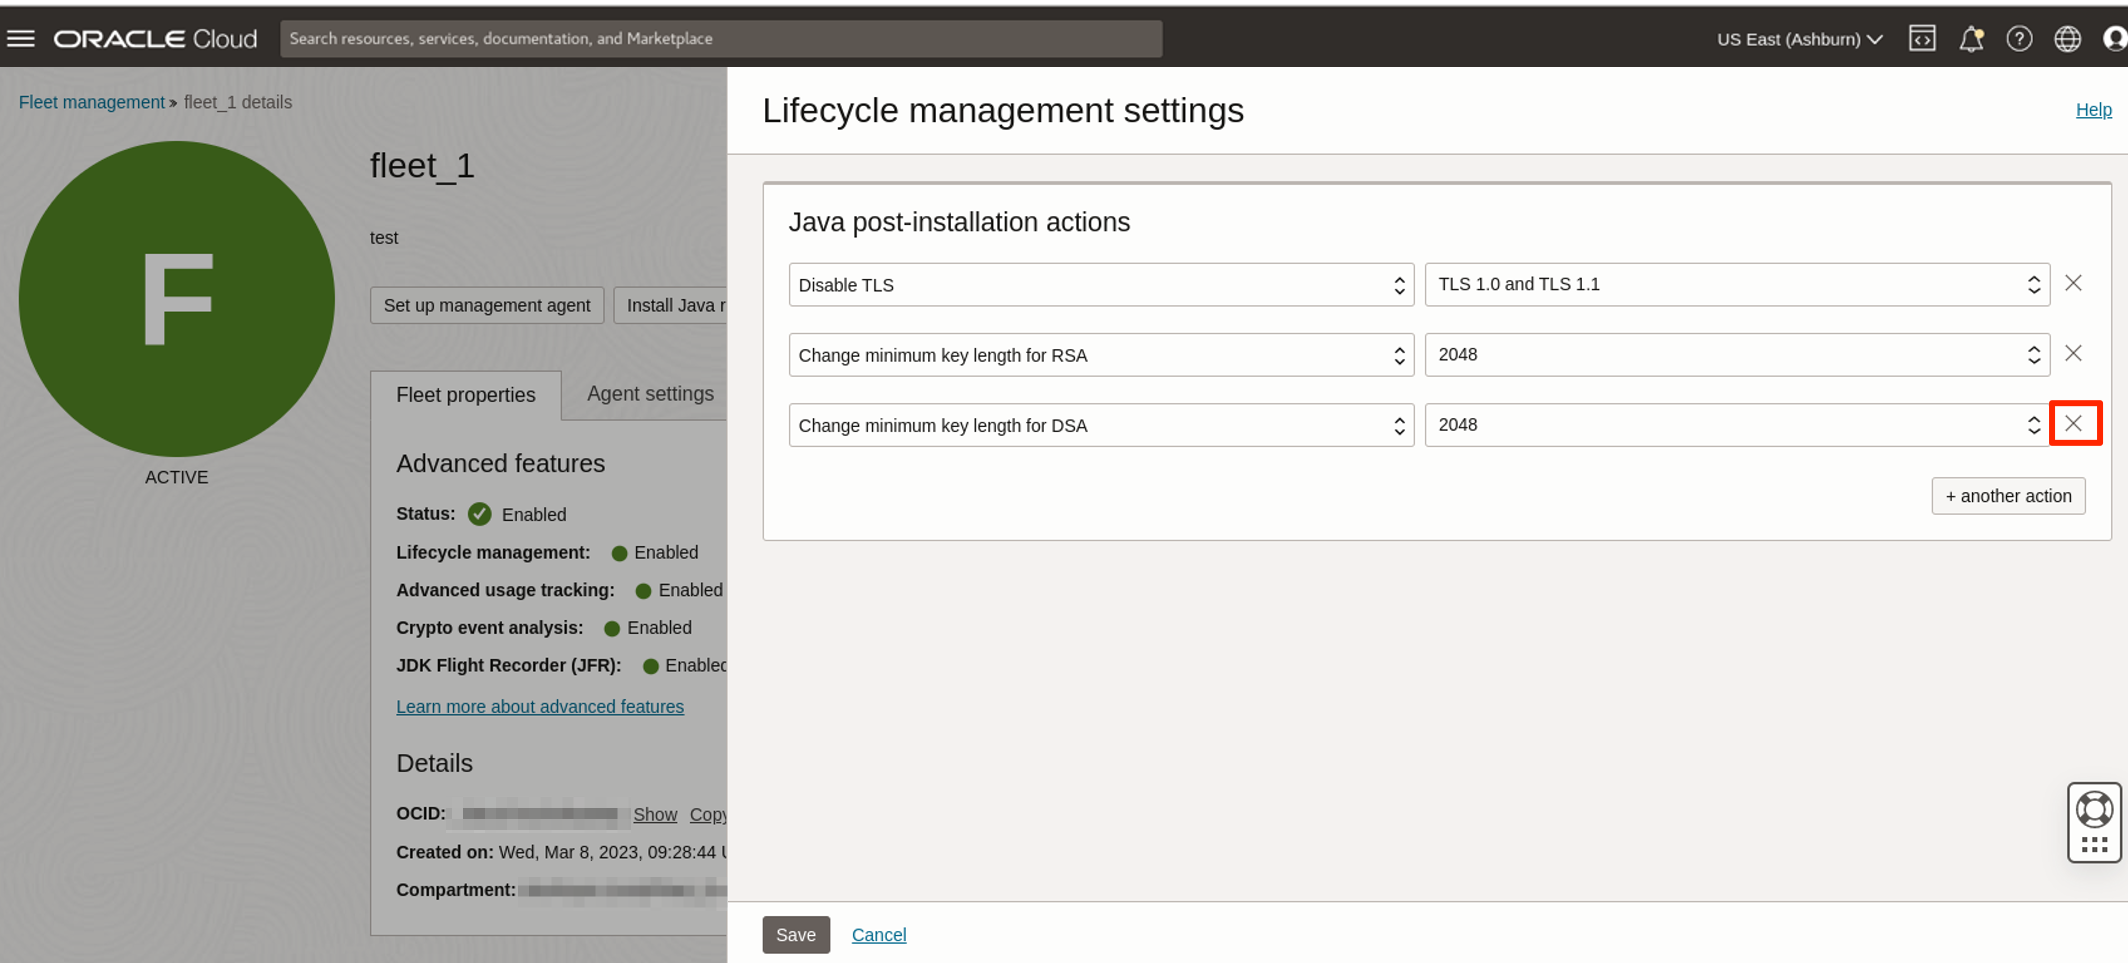 ORACLE Cloud
Search resources, services, documentation, and Marketplace
US East (Ashburn)
Fleet management » fleet_1 details
F
ACTIVE
fleet_1
test
Set up management agent
Install Java r
Fleet properties
Agent settings
Advanced features
Status: Enabled
Lifecycle management: Enabled
Advanced usage tracking: Enabled
Crypto event analysis: Enabled
JDK Flight Recorder (JFR): Enabled
Learn more about advanced features
Details
OCID: Show Copy
Created on: Wed, Mar 8, 2023, 09:28:44 U
Compartment:
Lifecycle management settings
Help
Java post-installation actions
Disable TLS
TLS 1.0 and TLS 1.1
Change minimum key length for RSA
2048
Change minimum key length for DSA
2048
+ another action
Save
Cancel